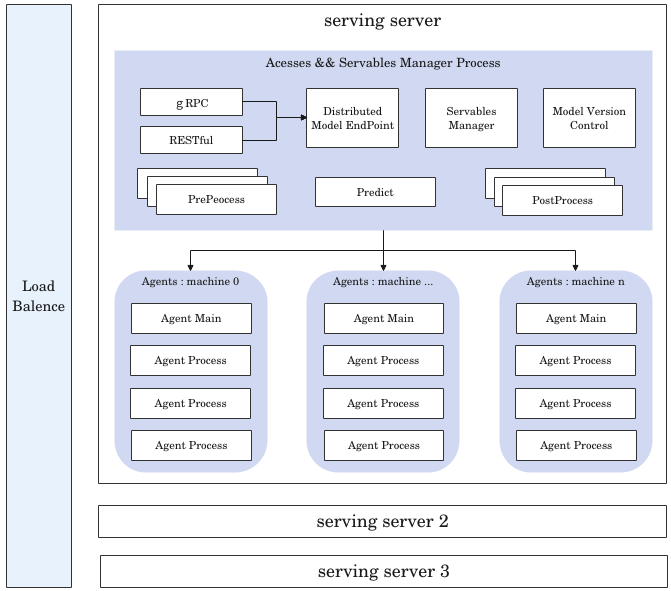 serving server
Acesses && Servables Manager Process
gRPC
RESTful
Distributed
Model EndPoint
Servables
Manager
Model Version
Control
PrePeocess
Predict
PostProcess
Load
Balence
Agents : machine 0
Agent Main
Agent Process
Agent Process
Agent Process
Agents : machine ...
Agent Main
Agent Process
Agent Process
Agent Process
Agents : machine n
Agent Main
Agent Process
Agent Process
Agent Process
serving server 2
serving server 3